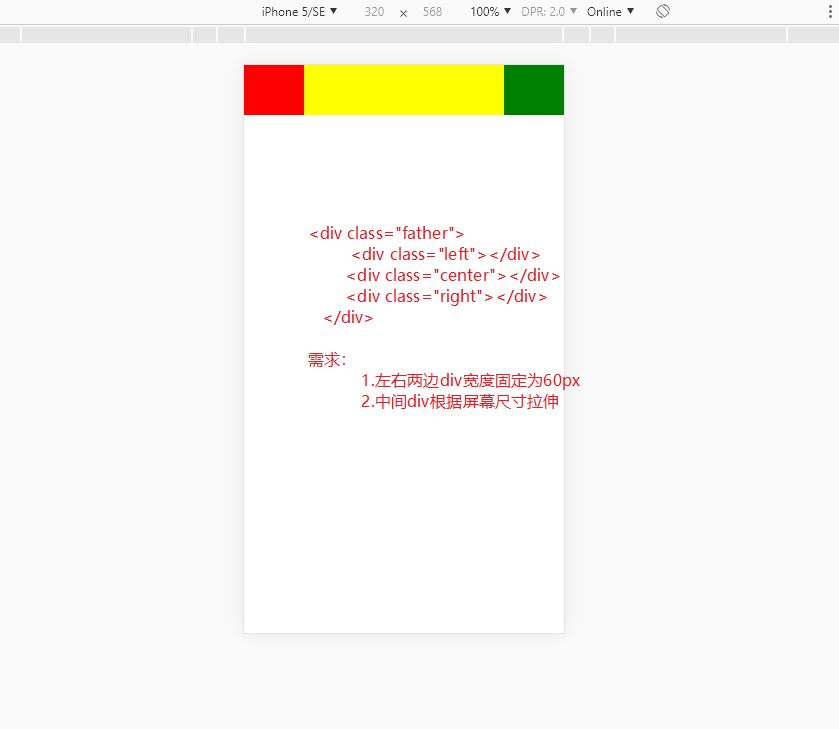 iPhone 5/SE ▼ 320 × 568 100% ▼ DPR: 2.0 ▼ Online ▼
<div class="father">
<div class="left"></div>
<div class="center"></div>
<div class="right"></div>
</div>
需求：
1.左右两边div宽度固定为60px
2.中间div根据屏幕尺寸拉伸